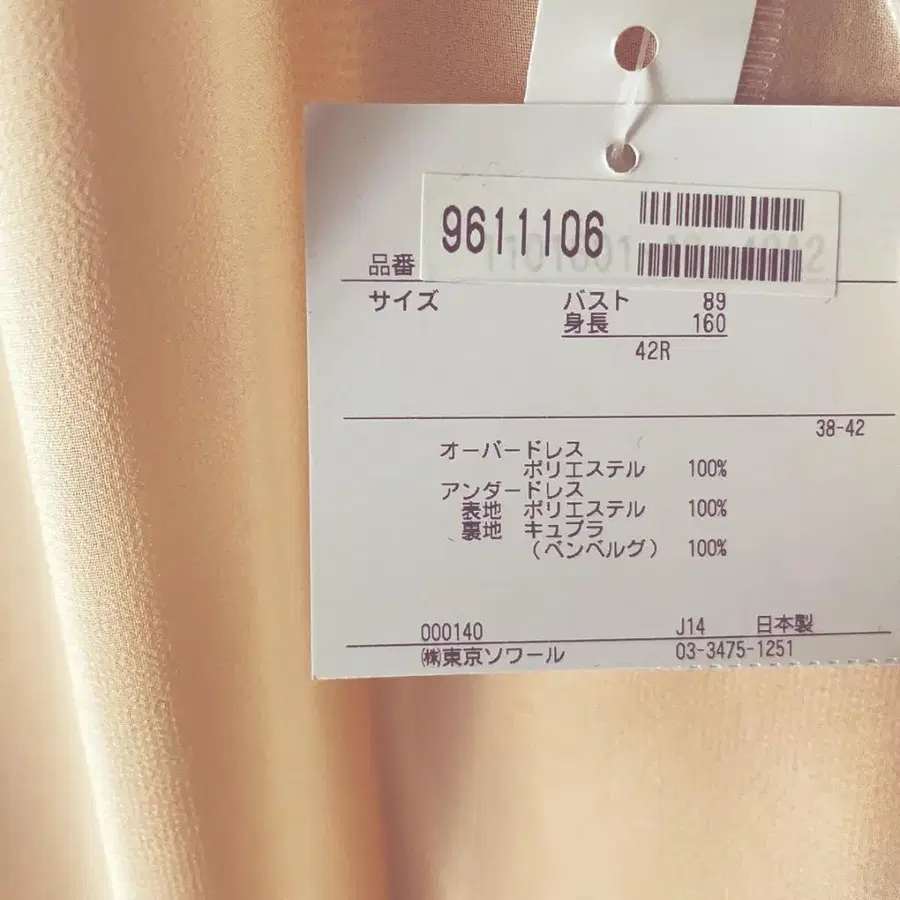 9611106
品番
サイズ バスト 89
身長 160
42R
38-42
オーバードレス
ポリエステル 100%
アンダードレス
表地 ポリエステル 100%
裏地 キュプラ
(ベンベルグ) 100%
000140 J14 日本製
㈱東京ソワール 03-3475-1251